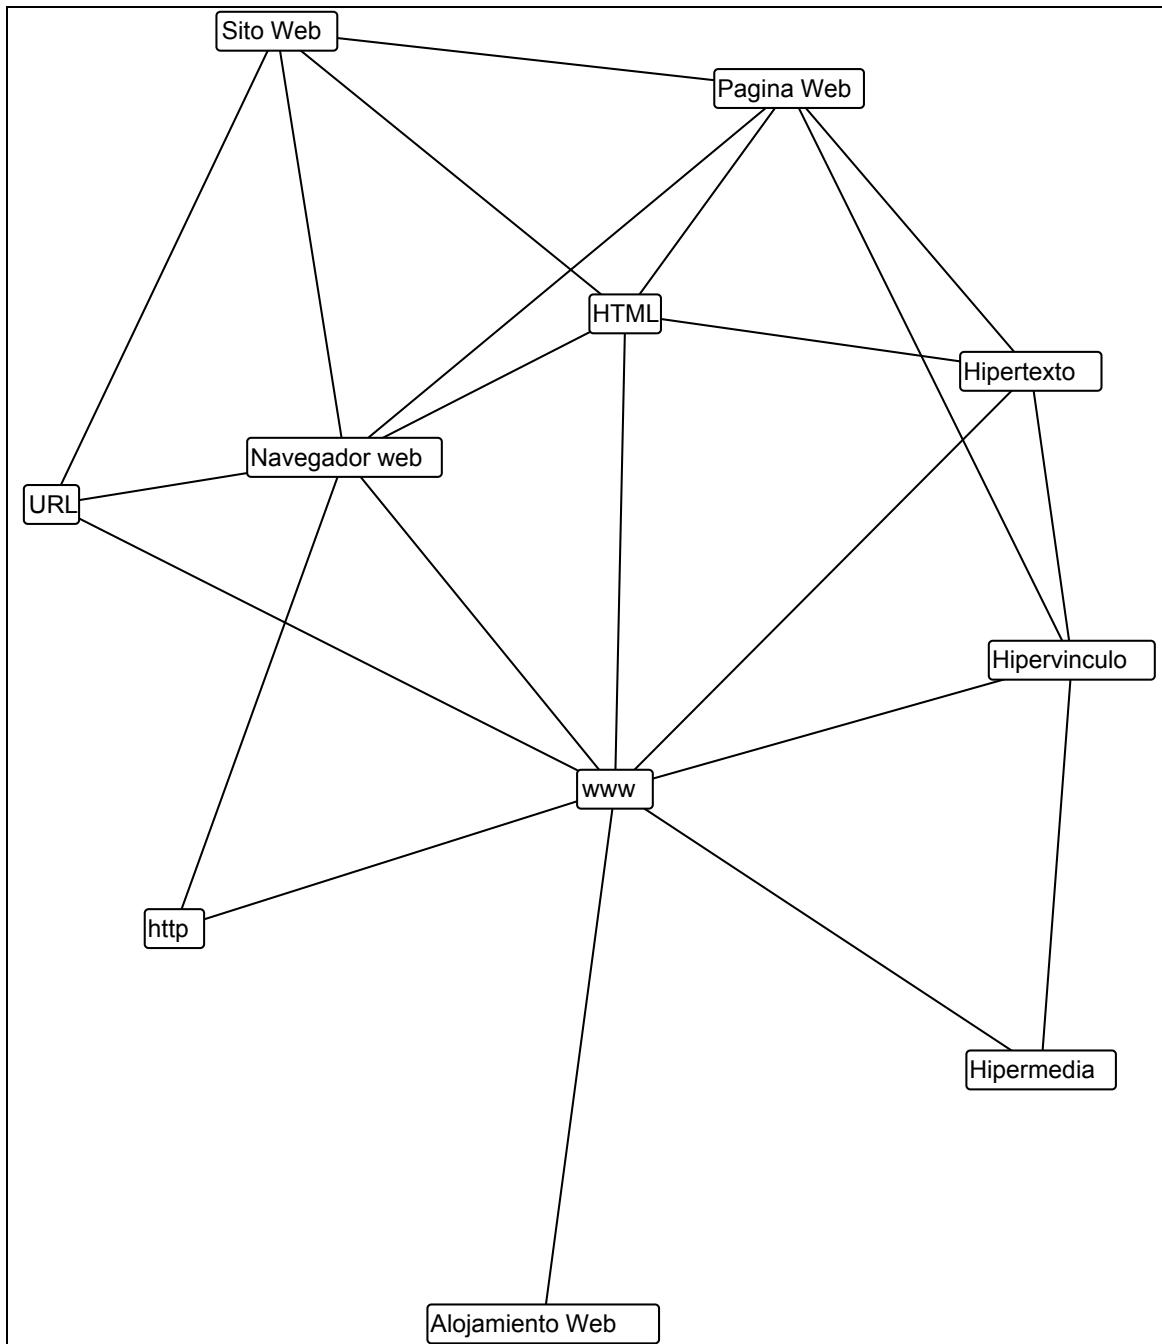 Sito Web
Pagina Web
HTML
Hipertexto
Navegador web
URL
Hipervinculo
www
http
Hipermedia
Alojamiento Web